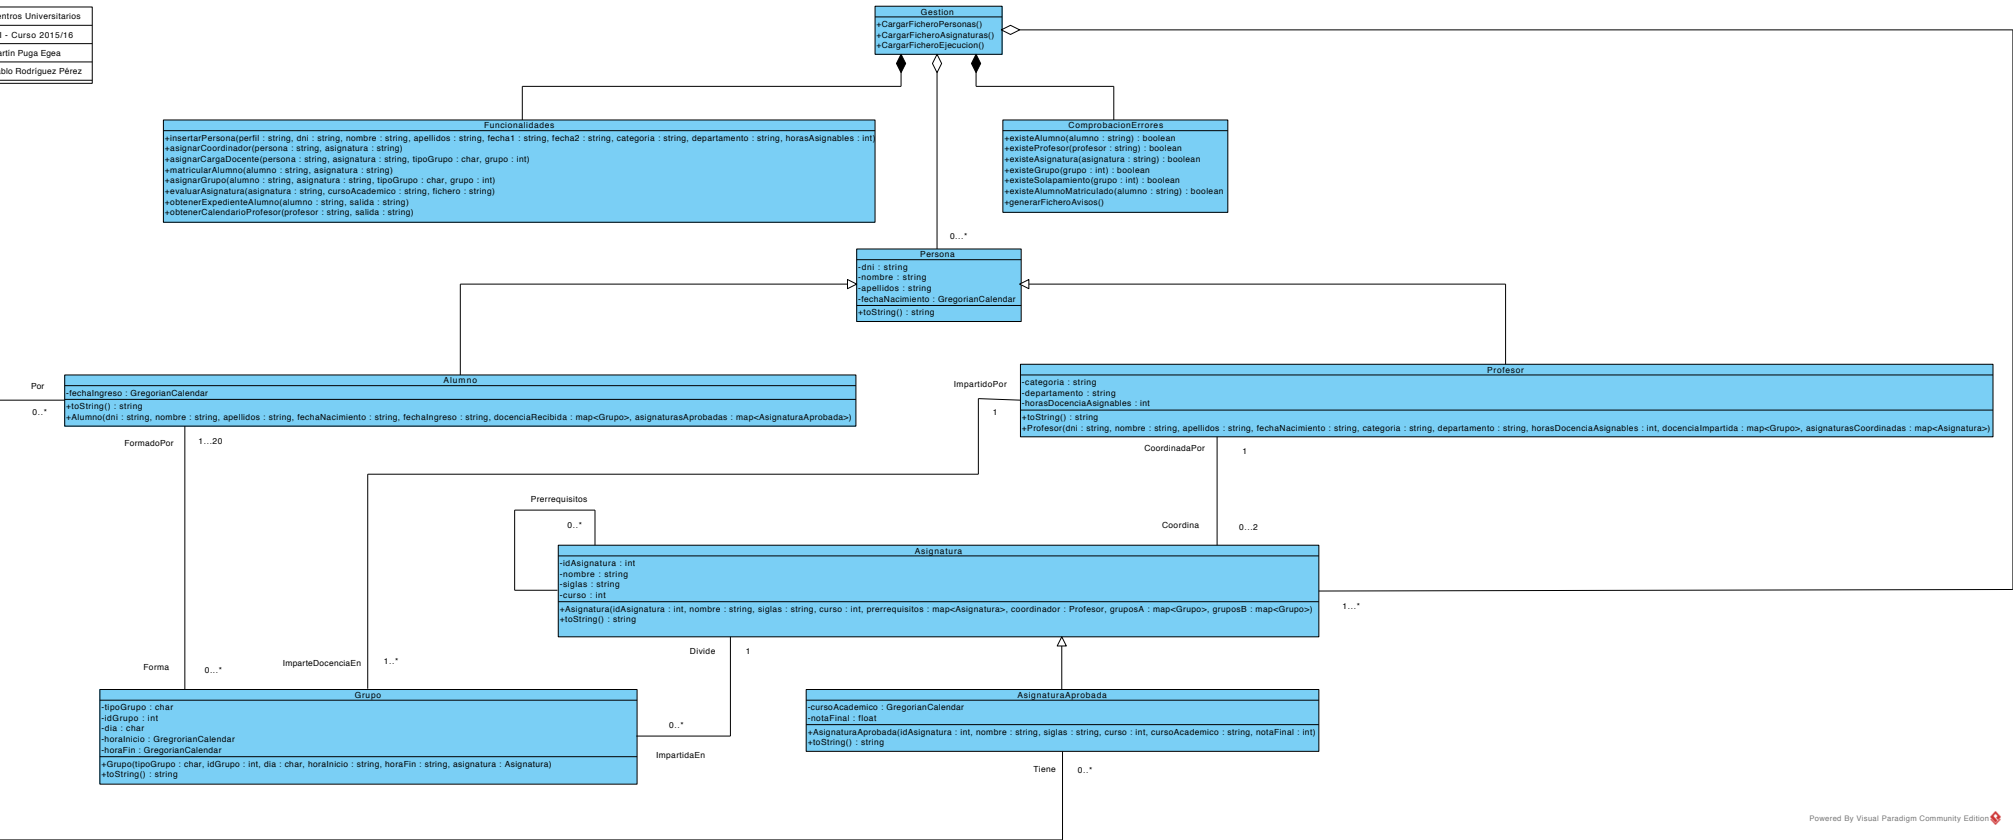 entros Universitarios
I - Curso 2015/16
artín Puga Egea
ablo Rodríguez Pérez
Gestion
+CargarFicheroPersonas()
+CargarFicheroAsignaturas()
+CargarFicheroEjecucion()
Funcionalidades
+insertarPersona(perfil : string, dni : string, nombre : string, apellidos : string, fecha1 : string, fecha2 : string, categoria : string, departamento : string, horasAsignables : int)
+asignarCoordinador(persona : string, asignatura : string)
+asignarCargaDocente(persona : string, asignatura : string, tipoGrupo : char, grupo : int)
+matricularAlumno(alumno : string, asignatura : string)
+asignarGrupo(alumno : string, asignatura : string, tipoGrupo : char, grupo : int)
+evaluarAsignatura(asignatura : string, cursoAcademico : string, fichero : string)
+obtenerExpedienteAlumno(alumno : string, salida : string)
+obtenerCalendarioProfesor(profesor : string, salida : string)
ComprobacionErrores
+existeAlumno(alumno : string) : boolean
+existeProfesor(profesor : string) : boolean
+existeAsignatura(asignatura : string) : boolean
+existeGrupo(grupo : int) : boolean
+existeSolapamiento(grupo : int) : boolean
+existeAlumnoMatriculado(alumno : string) : boolean
+generarFicheroAvisos()
0...*
Persona
-dni : string
-nombre : string
-apellidos : string
-fechaNacimiento : GregorianCalendar
+toString() : string
Por
0..*
Alumno
-fechaIngreso : GregorianCalendar
+toString() : string
+Alumno(dni : string, nombre : string, apellidos : string, fechaNacimiento : string, fechaIngreso : string, docenciaRecibida : map<Grupo>, asignaturasAprobadas : map<AsignaturaAprobada>)
ImpartidoPor
1
Profesor
-categoria : string
-departamento : string
-horasDocenciaAsignables : int
+toString() : string
+Profesor(dni : string, nombre : string, apellidos : string, fechaNacimiento : string, categoria : string, departamento : string, horasDocenciaAsignables : int, docenciaImpartida : map<Grupo>, asignaturasCoordinadas : map<Asignatura>)
FormadoPor
1...20
CoordinadaPor
1
Prerrequisitos
0..*
Coordina
0...2
Asignatura
-idAsignatura : int
-nombre : string
-siglas : string
-curso : int
+Asignatura(idAsignatura : int, nombre : string, siglas : string, curso : int, prerrequisitos : map<Asignatura>, coordinador : Profesor, gruposA : map<Grupo>, gruposB : map<Grupo>)
+toString() : string
1...*
Divide
1
Forma
0...*
ImparteDocenciaEn
1..*
Grupo
-tipoGrupo : char
-idGrupo : int
-dia : char
-horaInicio : GregrorianCalendar
-horaFin : GregorianCalendar
+Grupo(tipoGrupo : char, idGrupo : int, dia : char, horaInicio : string, horaFin : string, asignatura : Asignatura)
+toString() : string
0..*
ImpartidaEn
AsignaturaAprobada
-cursoAcademico : GregorianCalendar
-notaFinal : float
+AsignaturaAprobada(idAsignatura : int, nombre : string, siglas : string, curso : int, cursoAcademico : string, notaFinal : int)
+toString() : string
Tiene
0..*
Powered By Visual Paradigm Community Edition